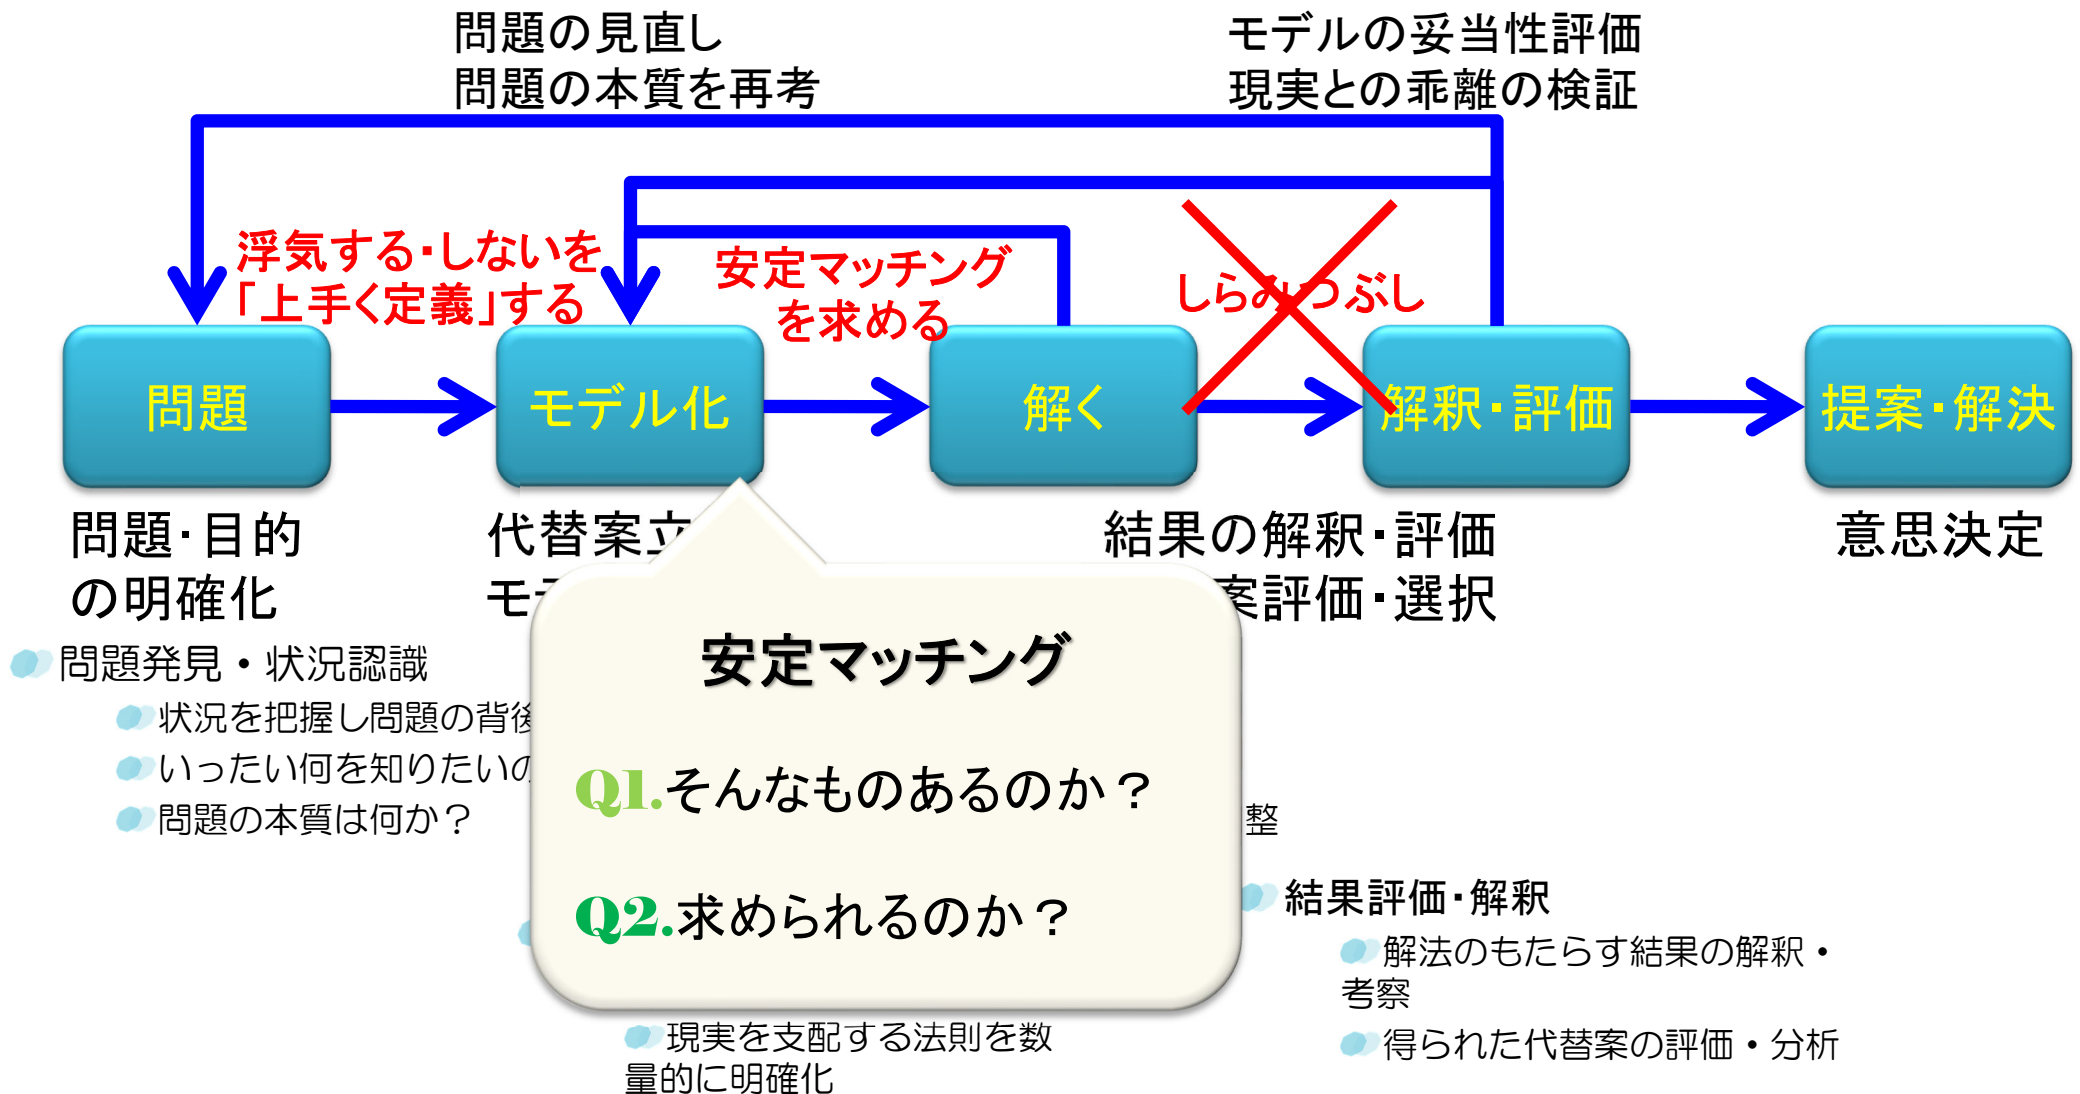 問題の見直し
問題の本質を再考
モデルの妥当性評価
現実との乖離の検証
浮気する・しないを
「上手く定義」する
安定マッチング
を求める
しらみつぶし
問題
モデル化
解く
解釈・評価
提案・解決
問題・目的
の明確化
代替案立
モデ
結果の解釈・評価
案評価・選択
意思決定
問題発見・状況認識
状況を把握し問題の背後
いったい何を知りたいの
問題の本質は何か？
安定マッチング
Q1.そんなものあるのか？
Q2.求められるのか？
整
現実を支配する法則を数
量的に明確化
結果評価・解釈
解法のもたらす結果の解釈・
考察
得られた代替案の評価・分析